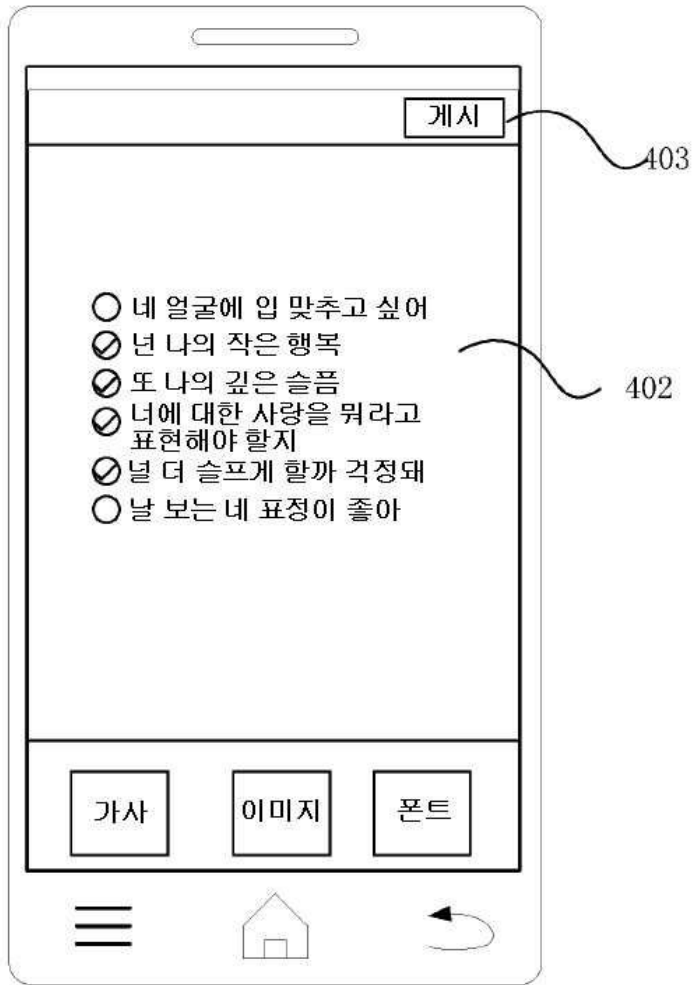 게시
403
네 얼굴에 입 맞추고 싶어
넌 나의 작은 행복
402
또 나의 깊은 슬픔
너에 대한 사랑을 뭐라고
표현해야 할지
널 더 슬프게 할까 걱정돼
날 보는 네 표정이 좋아
가사
이미지
폰트